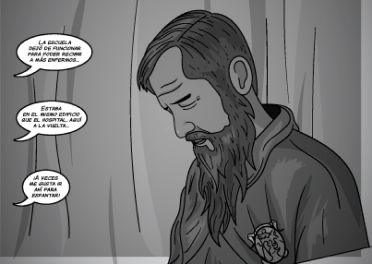 LA ESCUELA
DEJÓ DE FUNCIONAR
PARA PODER RECIBIR
A MÁS ENFERMOS...
ESTABA
EN EL MISMO EDIFICIO
QUE EL HOSPITAL, AQUÍ
A LA VUELTA...
¡A VECES
ME GUSTA IR
AHÍ PARA
ESPANTAR!